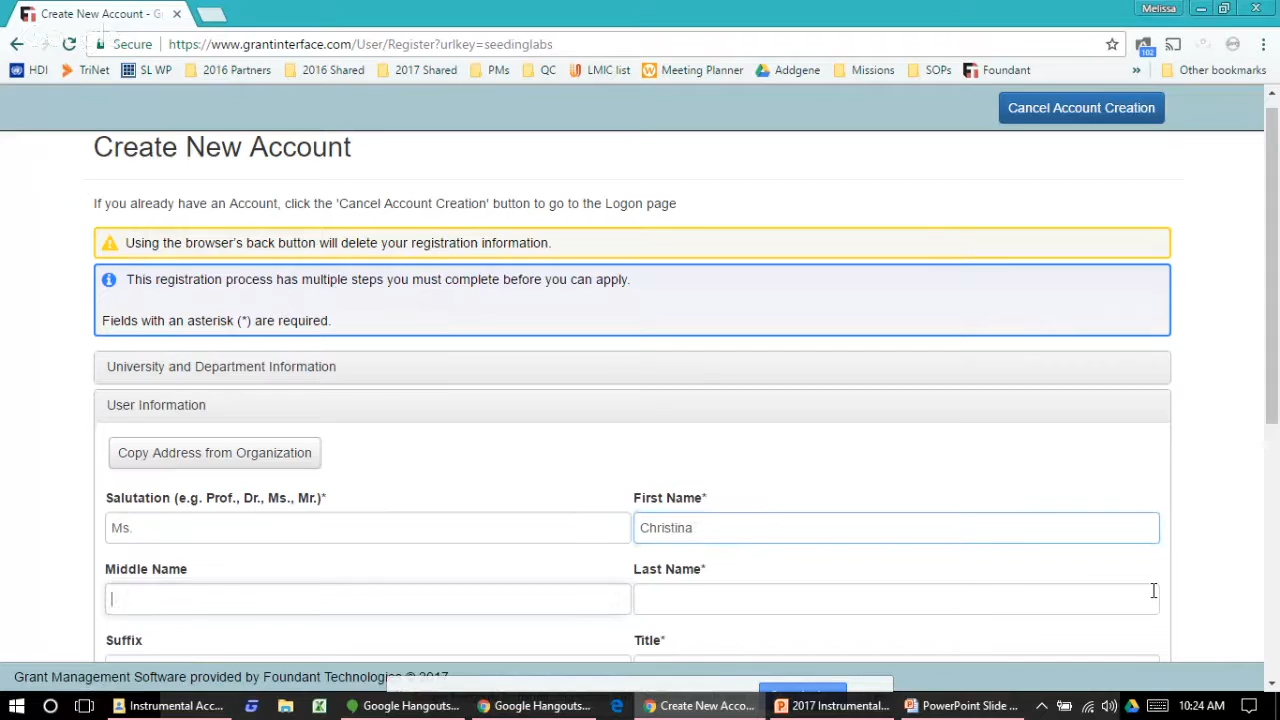 Create New Account - G
Melissa
Secure https://www.grantinterface.com/User/Register?urlkey=seedinglabs
102
HDI TriNet SL WP 2016 Partners 2016 Shared 2017 Shared PMs QC LMIC list Meeting Planner Addgene Missions SOPs Foundant » Other bookmarks
Cancel Account Creation
Create New Account
If you already have an Account, click the 'Cancel Account Creation' button to go to the Logon page
Using the browser's back button will delete your registration information.
This registration process has multiple steps you must complete before you can apply.
Fields with an asterisk (*) are required.
University and Department Information
User Information
Copy Address from Organization
Salutation (e.g. Prof., Dr., Ms., Mr.)* First Name*
Ms. Christina
Middle Name Last Name*
Suffix Title*
Grant Management Software provided by Foundant Technologies © 2017
Instrumental Acc... Google Hangouts... Google Hangouts... Create New Acco... 2017 Instrumental... PowerPoint Slide ... 10:24 AM